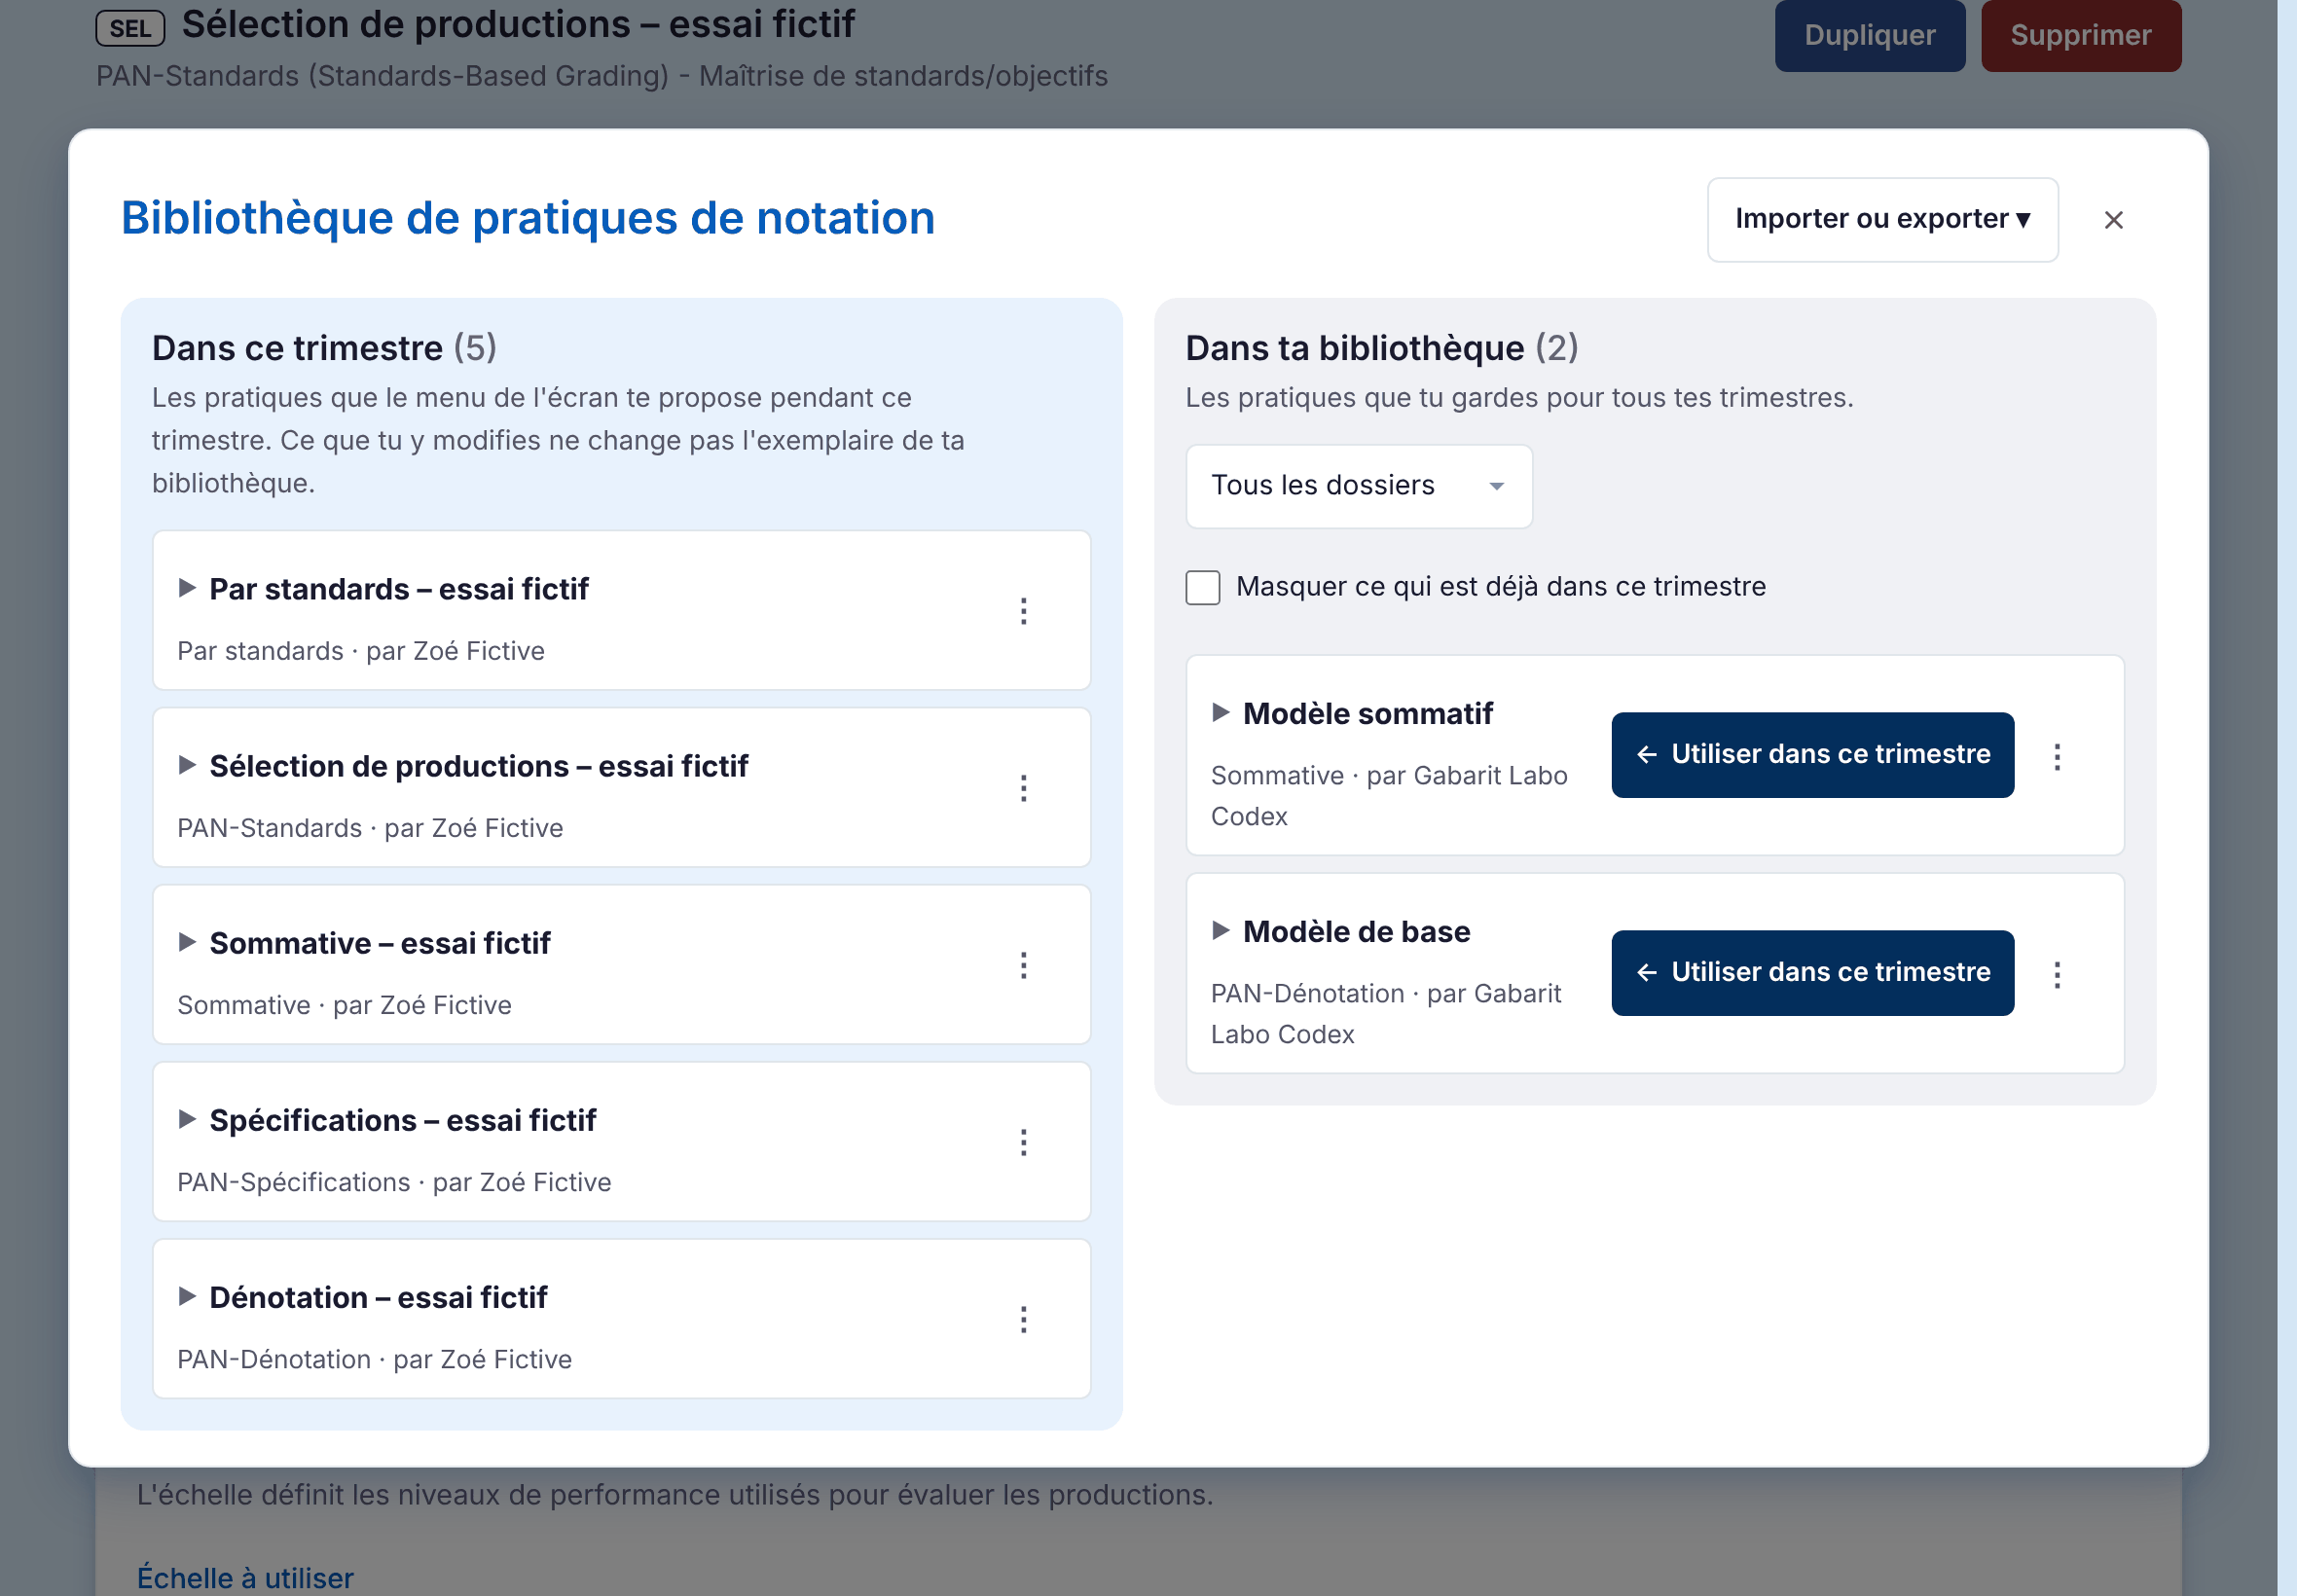 SEL Sélection de productions – essai fictif
PAN-Standards (Standards-Based Grading) - Maîtrise de standards/objectifs
Dupliquer
Supprimer
Bibliothèque de pratiques de notation
Importer ou exporter ▾
×
Dans ce trimestre (5)
Les pratiques que le menu de l'écran te propose pendant ce
trimestre. Ce que tu y modifies ne change pas l'exemplaire de ta
bibliothèque.
Par standards – essai fictif
Par standards · par Zoé Fictive
Sélection de productions – essai fictif
PAN-Standards · par Zoé Fictive
Sommative – essai fictif
Sommative · par Zoé Fictive
Spécifications – essai fictif
PAN-Spécifications · par Zoé Fictive
Dénotation – essai fictif
PAN-Dénotation · par Zoé Fictive
Dans ta bibliothèque (2)
Les pratiques que tu gardes pour tous tes trimestres.
Tous les dossiers
Masquer ce qui est déjà dans ce trimestre
Modèle sommatif
Sommative · par Gabarit Labo
Codex
← Utiliser dans ce trimestre
Modèle de base
PAN-Dénotation · par Gabarit
Labo Codex
← Utiliser dans ce trimestre
L'échelle définit les niveaux de performance utilisés pour évaluer les productions.
Échelle à utiliser